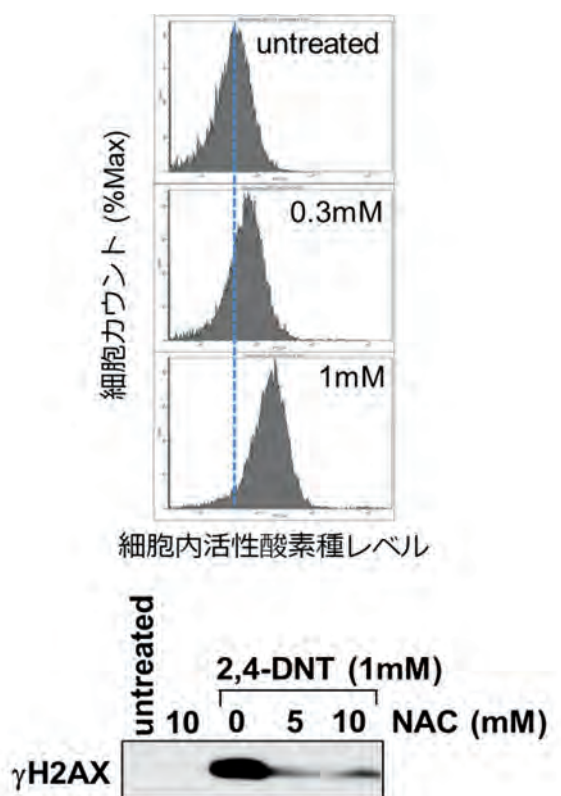 untreated
0.3mM
1mM
細胞カウント (%Max)
細胞内活性酸素種レベル
untreated
2,4-DNT (1mM)
10 0 5 10 NAC (mM)
γH2AX